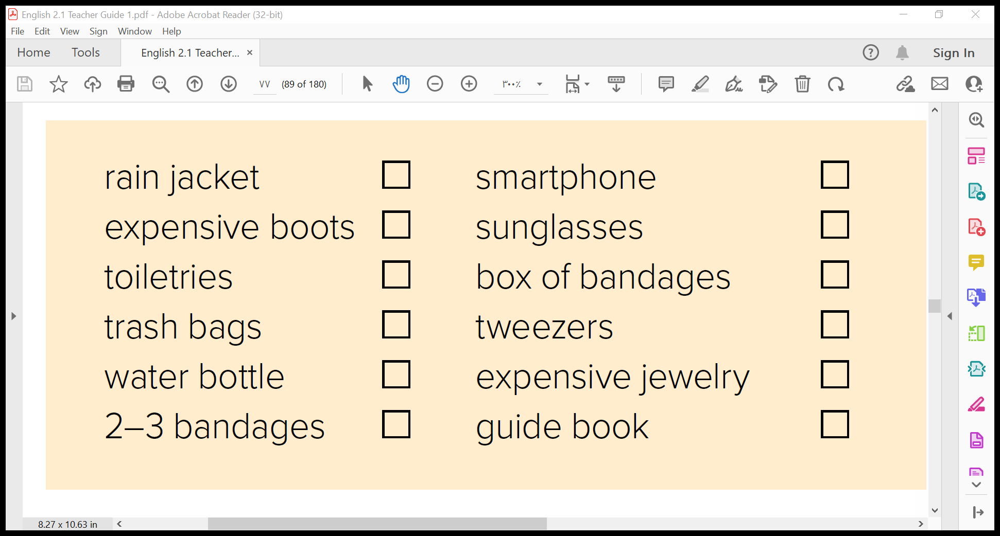 English 2.1 Teacher Guide 1.pdf - Adobe Acrobat Reader (32-bit)
File Edit View Sign Window Help
Home Tools English 2.1 Teacher... × Sign In
٧٧ (89 of 180) ٣٠٠٪
rain jacket
expensive boots
toiletries
trash bags
water bottle
2–3 bandages
smartphone
sunglasses
box of bandages
tweezers
expensive jewelry
guide book
8.27 x 10.63 in